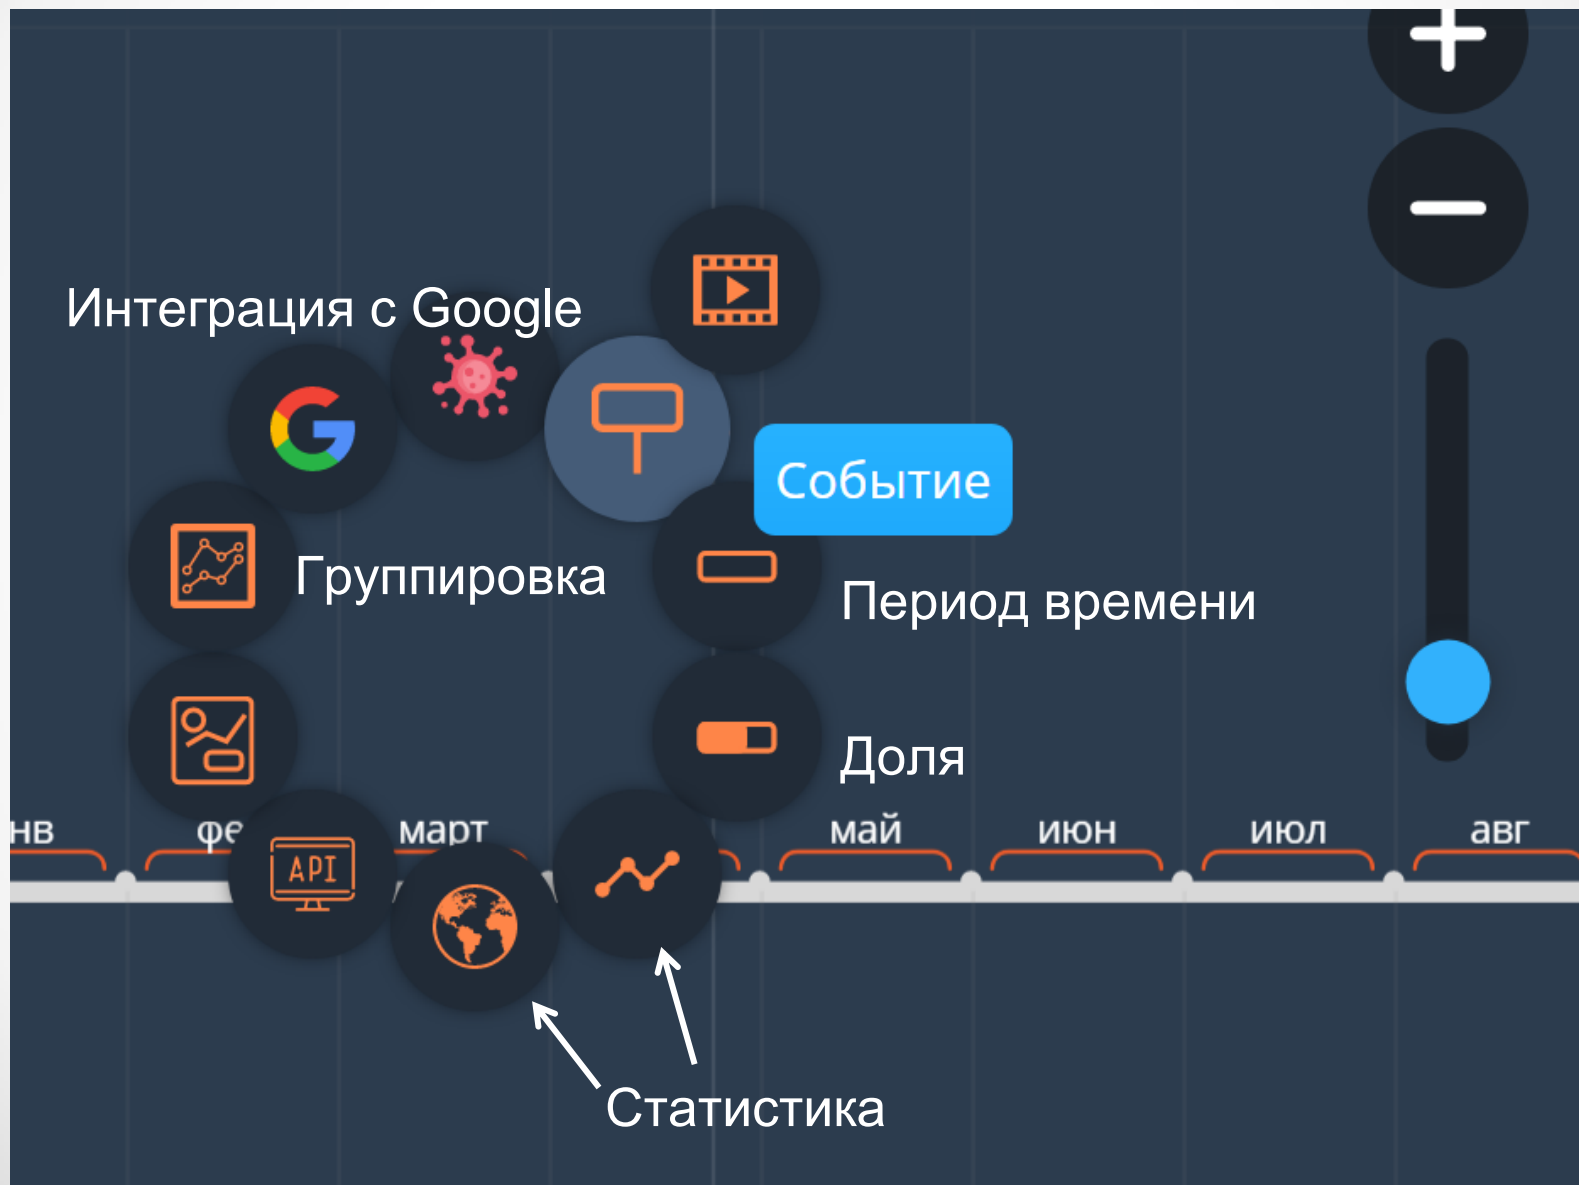 Интеграция с Google
Событие
Группировка
Период времени
Доля
нв
фе
март
май
июн
июл
авг
API
Статистика